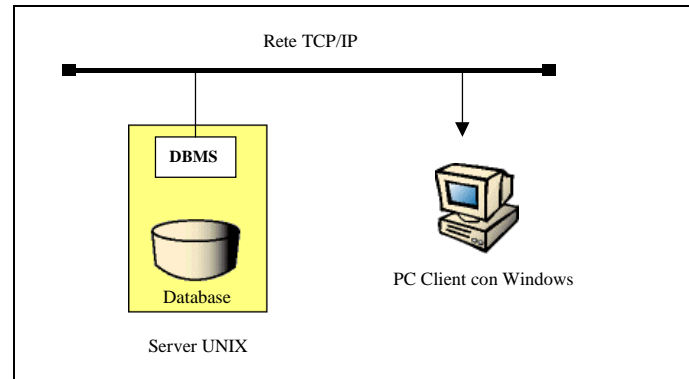 Rete TCP/IP
DBMS
Database
PC Client con Windows
Server UNIX